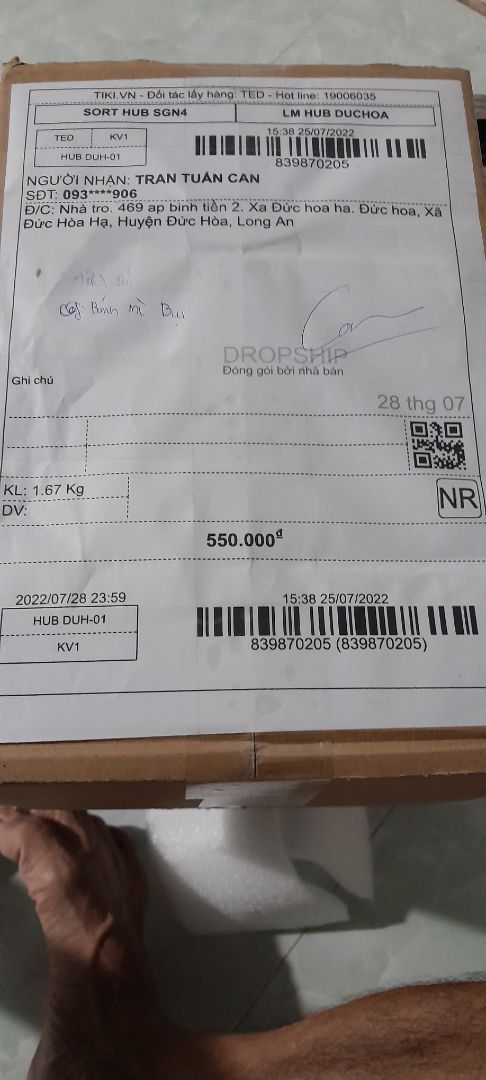 TIKI.VN - Đối tác lấy hàng: TED - Hot line: 19006035
SORT HUB SGN4 LM HUB DUCHOA
TED KV1
HUB DUH-01
15:38 25/07/2022
839870205
NGƯỜI NHẬN: TRAN TUẤN CAN
SĐT: 093****906
Đ/C: Nhà tro. 469 ap bình tiền 2. Xa Đức hoa ha. Đức hoa, Xã
Đức Hòa Hạ, Huyện Đức Hòa, Long An
Bánh mì
DROPSHIP
Đóng gói bởi nhà bán
Ghi chú
28 thg 07
KL: 1.67 Kg
DV:
NR
550.000đ
2022/07/28 23:59
HUB DUH-01
KV1
15:38 25/07/2022
839870205 (839870205)